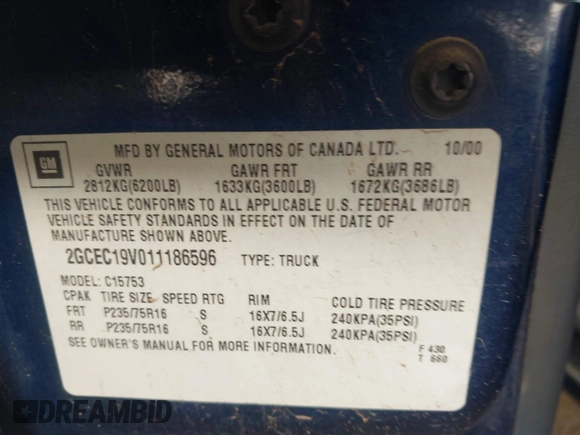 GM
MFD BY GENERAL MOTORS OF CANADA LTD. 10/00
GVWR GAWR FRT GAWR RR
2812KG(6200LB) 1633KG(3600LB) 1672KG(3686LB)
THIS VEHICLE CONFORMS TO ALL APPLICABLE U.S. FEDERAL MOTOR
VEHICLE SAFETY STANDARDS IN EFFECT ON THE DATE OF
MANUFACTURE SHOWN ABOVE.
2GCEC19V011186596 TYPE: TRUCK
MODEL: C15753
CPAK TIRE SIZE SPEED RTG RIM COLD TIRE PRESSURE
FRT P235/75R16 S 16X7/6.5J 240KPA(35PSI)
RR P235/75R16 S 16X7/6.5J 240KPA(35PSI)
SEE OWNER'S MANUAL FOR MORE INFORMATION. F 430
T 660
DREAMBID